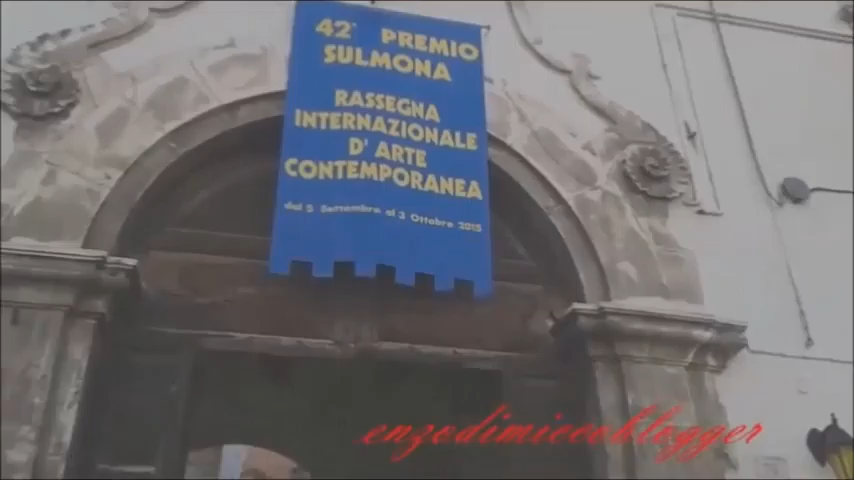 42° PREMIO
SULMONA
RASSEGNA
INTERNAZIONALE
D' ARTE
CONTEMPORANEA
dal 5 Settembre al 3 Ottobre 2015
enzodimiccoblogger